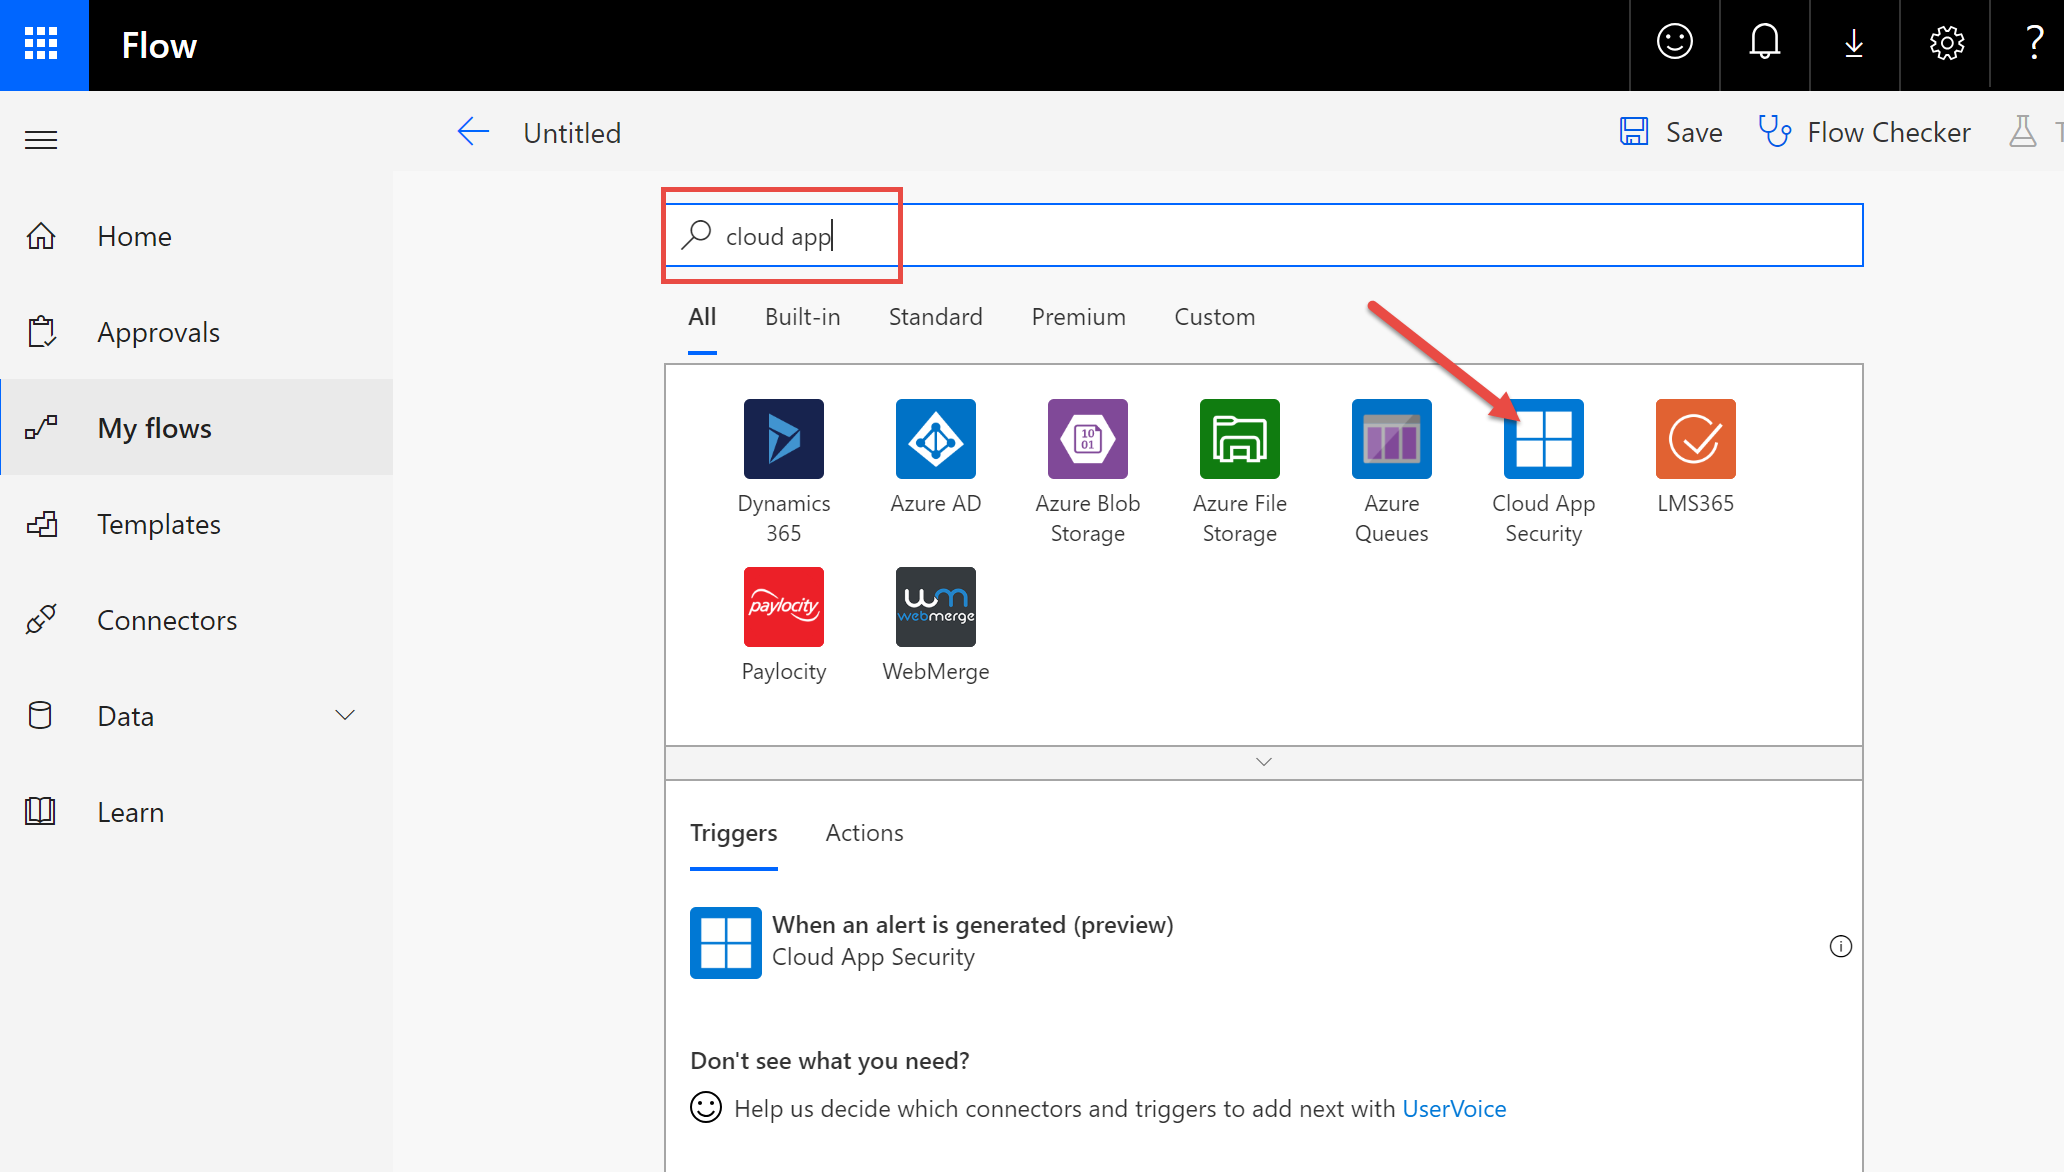 Flow
?
Untitled
Save
Flow Checker
T
Home
Approvals
My flows
Templates
Connectors
Data
Learn
cloud app
All
Built-in
Standard
Premium
Custom
10
01
Dynamics
365
Azure AD
Azure Blob
Storage
Azure File
Storage
Azure
Queues
Cloud App
Security
LMS365
paylocity
wm
webmerge
Paylocity
WebMerge
Triggers
Actions
When an alert is generated (preview)
Cloud App Security
Don't see what you need?
Help us decide which connectors and triggers to add next with UserVoice